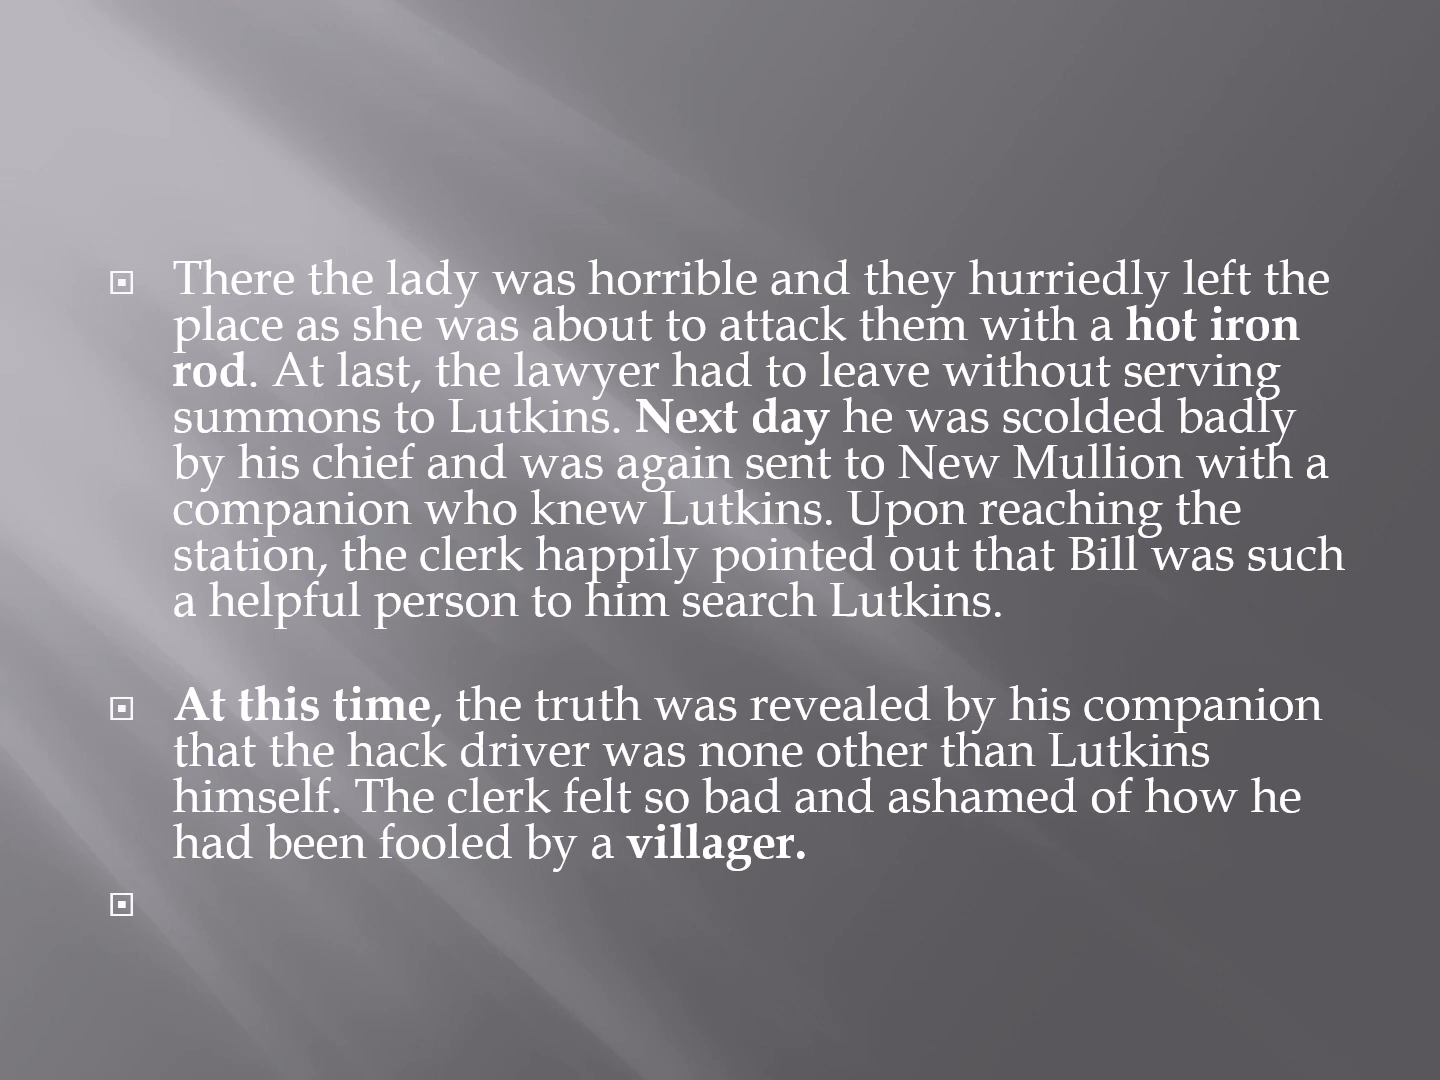 There the lady was horrible and they hurriedly left the
place as she was about to attack them with a hot iron
rod. At last, the lawyer had to leave without serving
summons to Lutkins. Next day he was scolded badly
by his chief and was again sent to New Mullion with a
companion who knew Lutkins. Upon reaching the
station, the clerk happily pointed out that Bill was such
a helpful person to him search Lutkins.
At this time, the truth was revealed by his companion
that the hack driver was none other than Lutkins
himself. The clerk felt so bad and ashamed of how he
had been fooled by a villager.